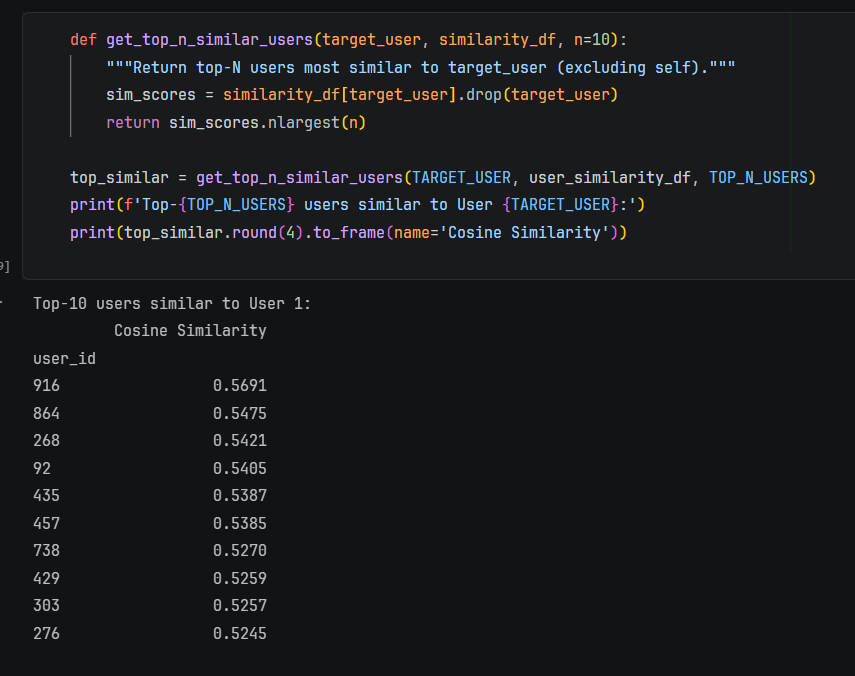 def get_top_n_similar_users(target_user, similarity_df, n=10):
    """Return top-N users most similar to target_user (excluding self)."""
    sim_scores = similarity_df[target_user].drop(target_user)
    return sim_scores.nlargest(n)

top_similar = get_top_n_similar_users(TARGET_USER, user_similarity_df, TOP_N_USERS)
print(f'Top-{TOP_N_USERS} users similar to User {TARGET_USER}:')
print(top_similar.round(4).to_frame(name='Cosine Similarity'))
]
Top-10 users similar to User 1:
         Cosine Similarity
user_id
916                 0.5691
864                 0.5475
268                 0.5421
92                  0.5405
435                 0.5387
457                 0.5385
738                 0.5270
429                 0.5259
303                 0.5257
276                 0.5245